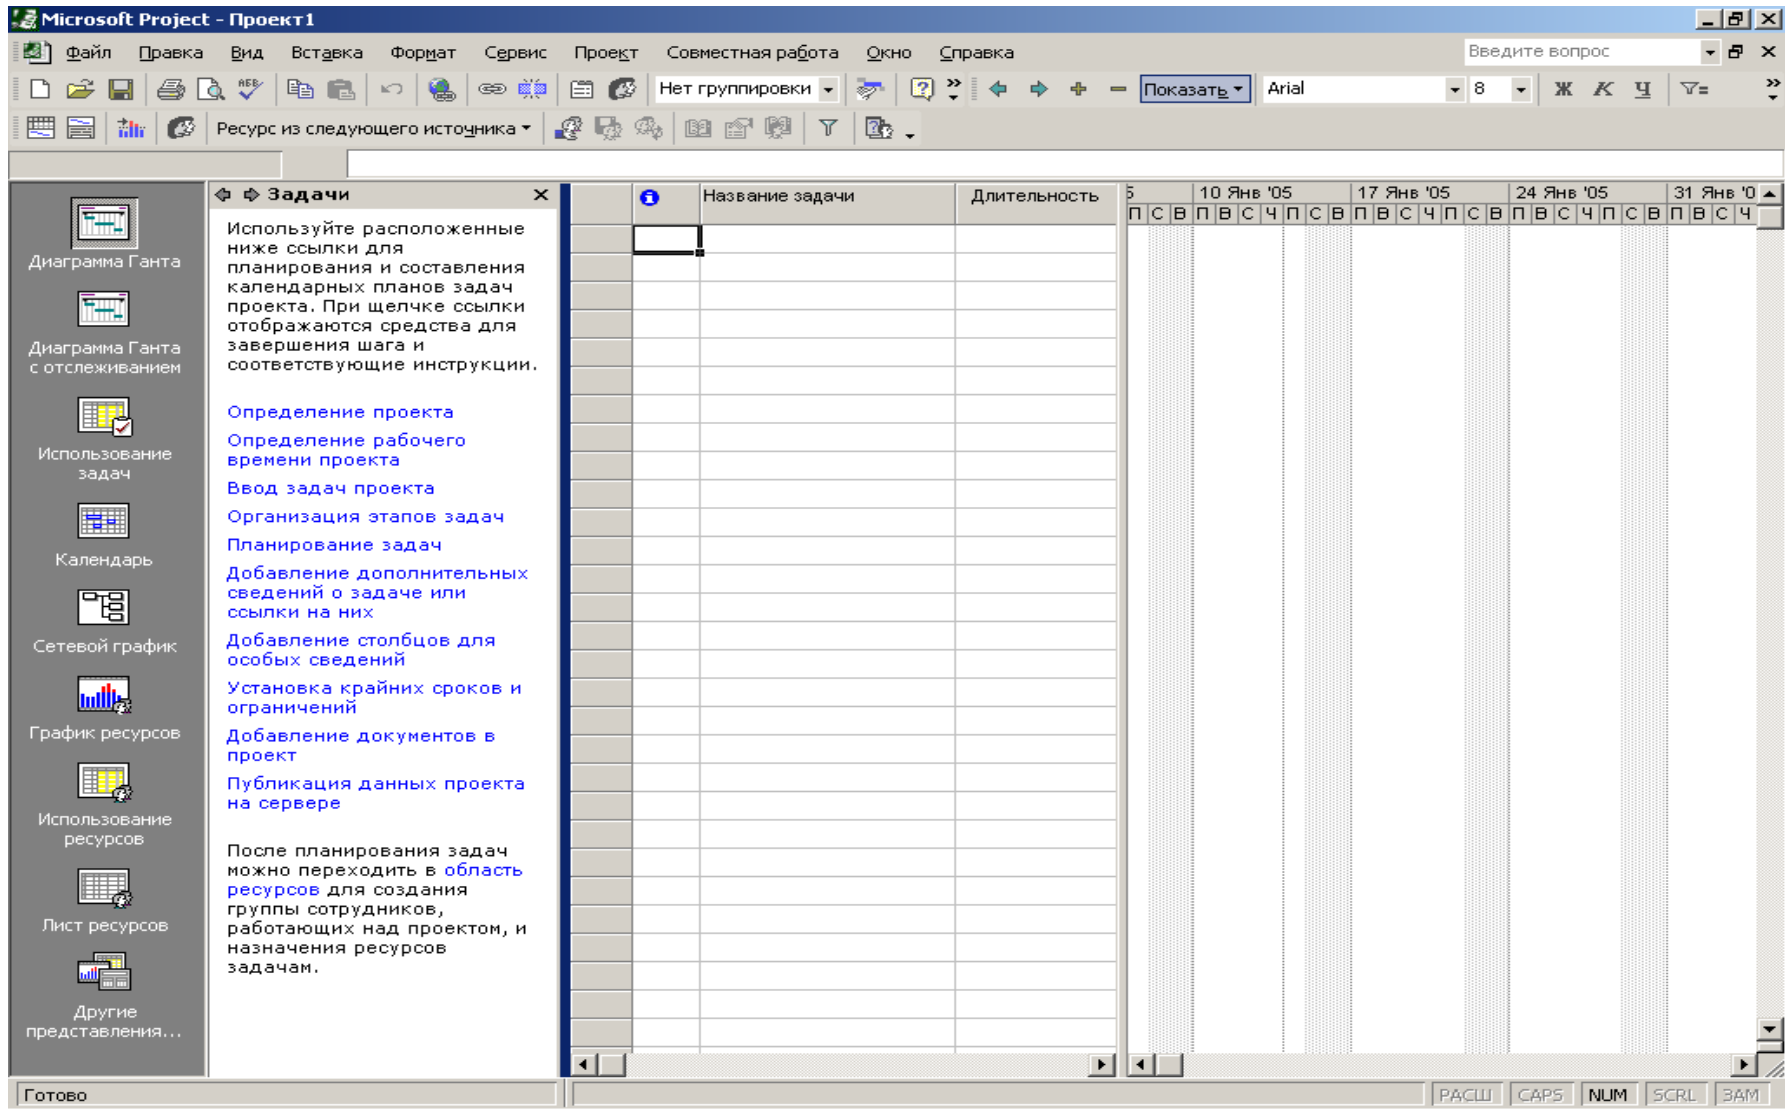 Microsoft Project - Проект1
Файл Правка Вид Вставка Формат Сервис Проект Совместная работа Окно Справка Введите вопрос
Нет группировки Показать Arial 8 Ж К Ч
Ресурс из следующего источника
Диаграмма Ганта
Диаграмма Ганта
с отслеживанием
Использование
задач
Календарь
Сетевой график
График ресурсов
Использование
ресурсов
Лист ресурсов
Другие
представления...
Задачи
Используйте расположенные
ниже ссылки для
планирования и составления
календарных планов задач
проекта. При щелчке ссылки
отображаются средства для
завершения шага и
соответствующие инструкции.
Определение проекта
Определение рабочего
времени проекта
Ввод задач проекта
Организация этапов задач
Планирование задач
Добавление дополнительных
сведений о задаче или
ссылки на них
Добавление столбцов для
особых сведений
Установка крайних сроков и
ограничений
Добавление документов в
проект
Публикация данных проекта
на сервере
После планирования задач
можно переходить в область
ресурсов для создания
группы сотрудников,
работающих над проектом, и
назначения ресурсов
задачам.
Название задачи Длительность
10 Янв '05 17 Янв '05 24 Янв '05 31 Янв '0
П С В П В С Ч П С В П В С Ч П С В П В С Ч П С В П В С Ч
Готово РАСШ CAPS NUM SCRL ЗАМ